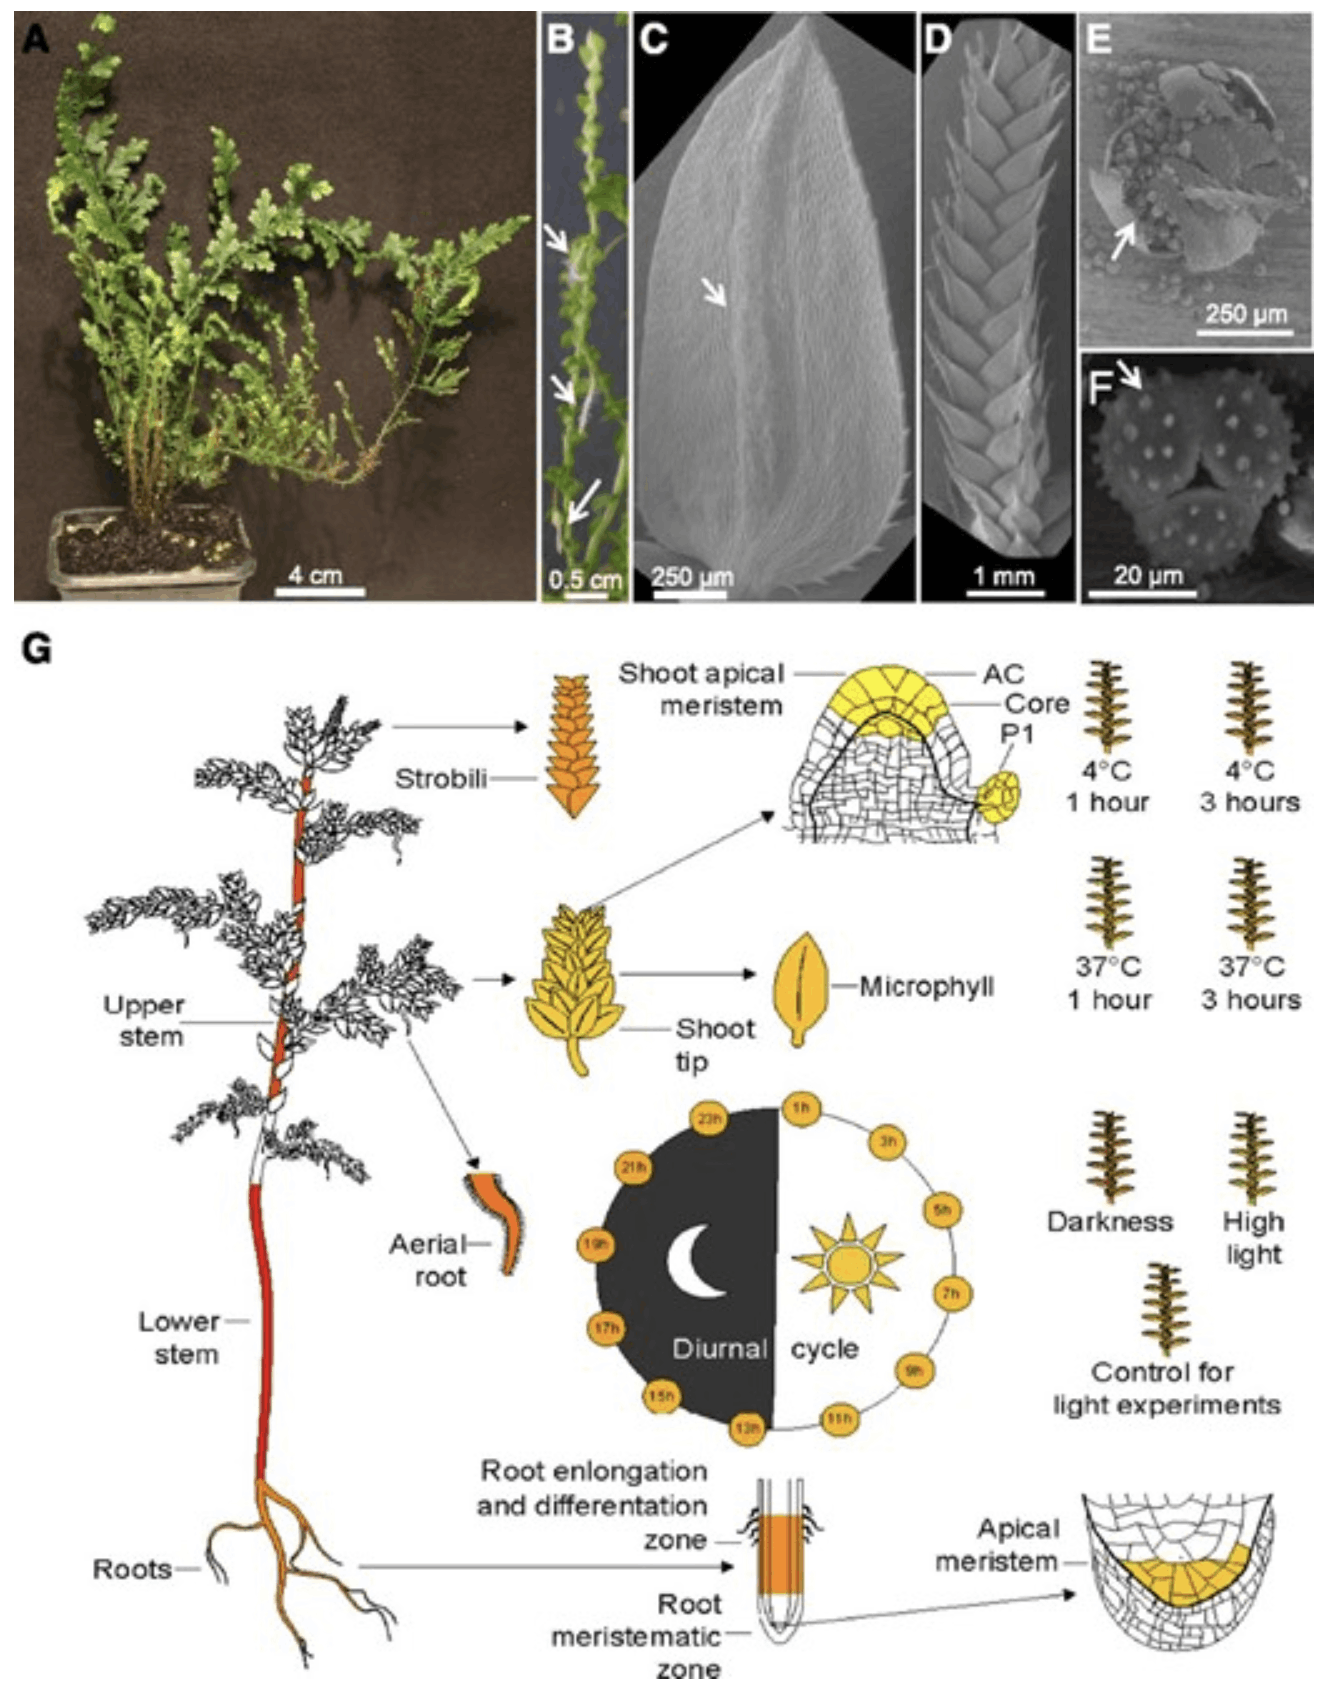 A
B
C
D
E
F
4 cm
0.5 cm
250 µm
1 mm
250 µm
20 µm
G
Strobili
Shoot apical
meristem
AC
Core
P1
4°C
1 hour
4°C
3 hours
37°C
1 hour
37°C
3 hours
Upper
stem
Shoot
tip
Microphyll
Aerial
root
Lower
stem
1h
3h
5h
7h
9h
11h
13h
15h
17h
19h
21h
23h
Diurnal cycle
Darkness
High
light
Control for
light experiments
Roots
Root enlongation
and differentation
zone
Root
meristematic
zone
Apical
meristem